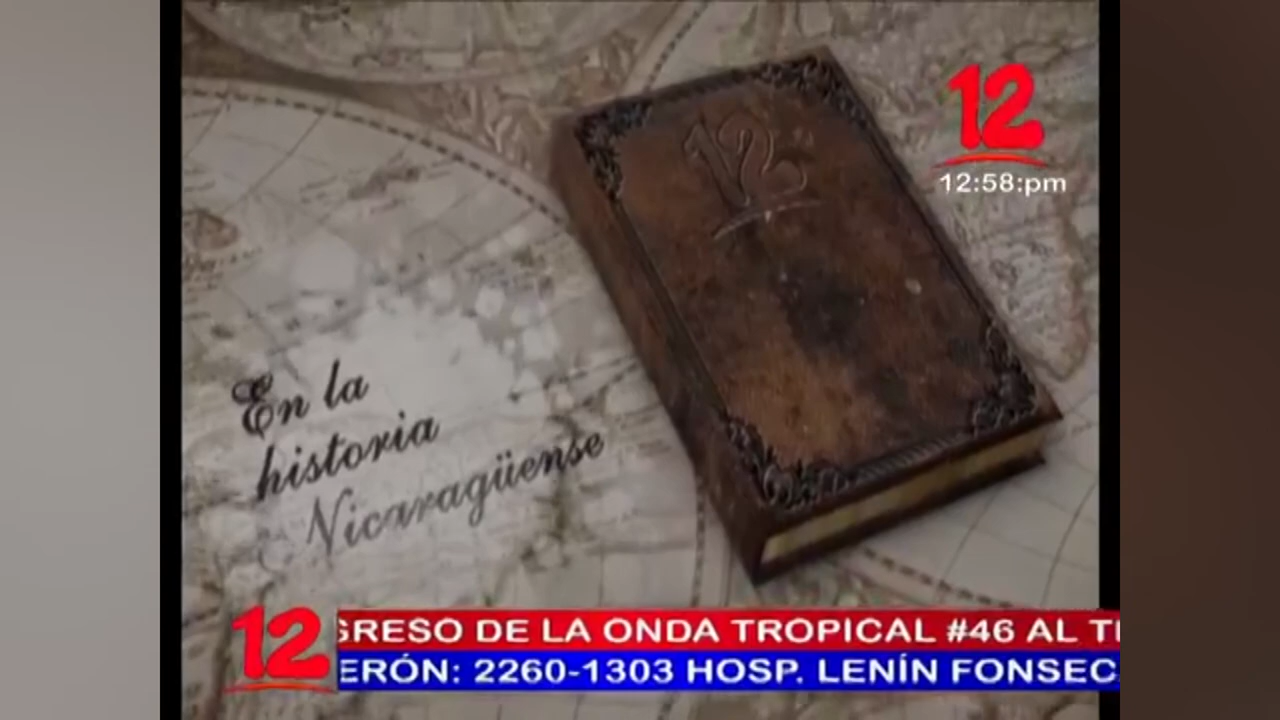 12
12:58:pm
12
En la
historia
Nicaragüense
12
GRESO DE LA ONDA TROPICAL #46 AL
ERÓN: 2260-1303 HOSP. LENÍN FONSEC